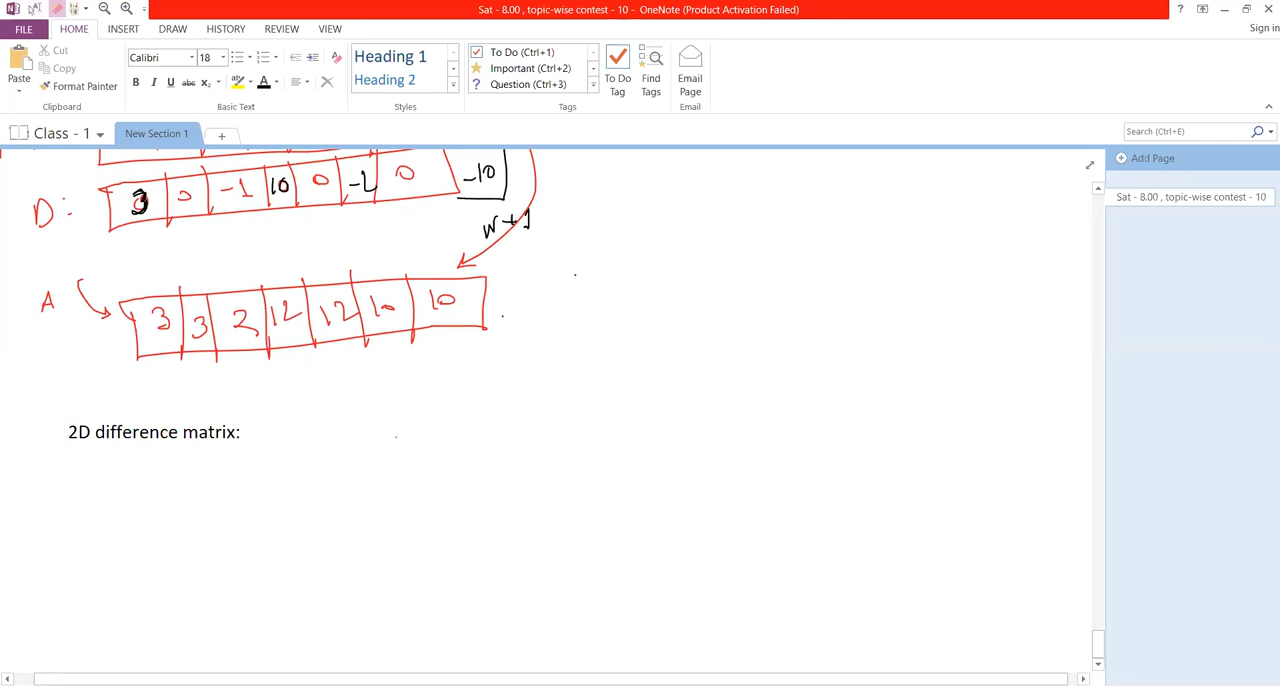 Sat - 8.00 , topic-wise contest - 10 - OneNote (Product Activation Failed)
FILE HOME INSERT DRAW HISTORY REVIEW VIEW Sign in
Paste
Cut
Copy
Format Painter
Clipboard
Calibri 18
B I U abc X₂ A
Basic Text
Heading 1
Heading 2
Styles
To Do (Ctrl+1)
Important (Ctrl+2)
Question (Ctrl+3)
Tags
To Do Tag
Find Tags
Email Page
Email
Class - 1 New Section 1 Search (Ctrl+E)
Add Page
Sat - 8.00 , topic-wise contest - 10
D: 3 0 -1 10 0 -2 0 -10
A 3 3 2 12 12 10 10
2D difference matrix: